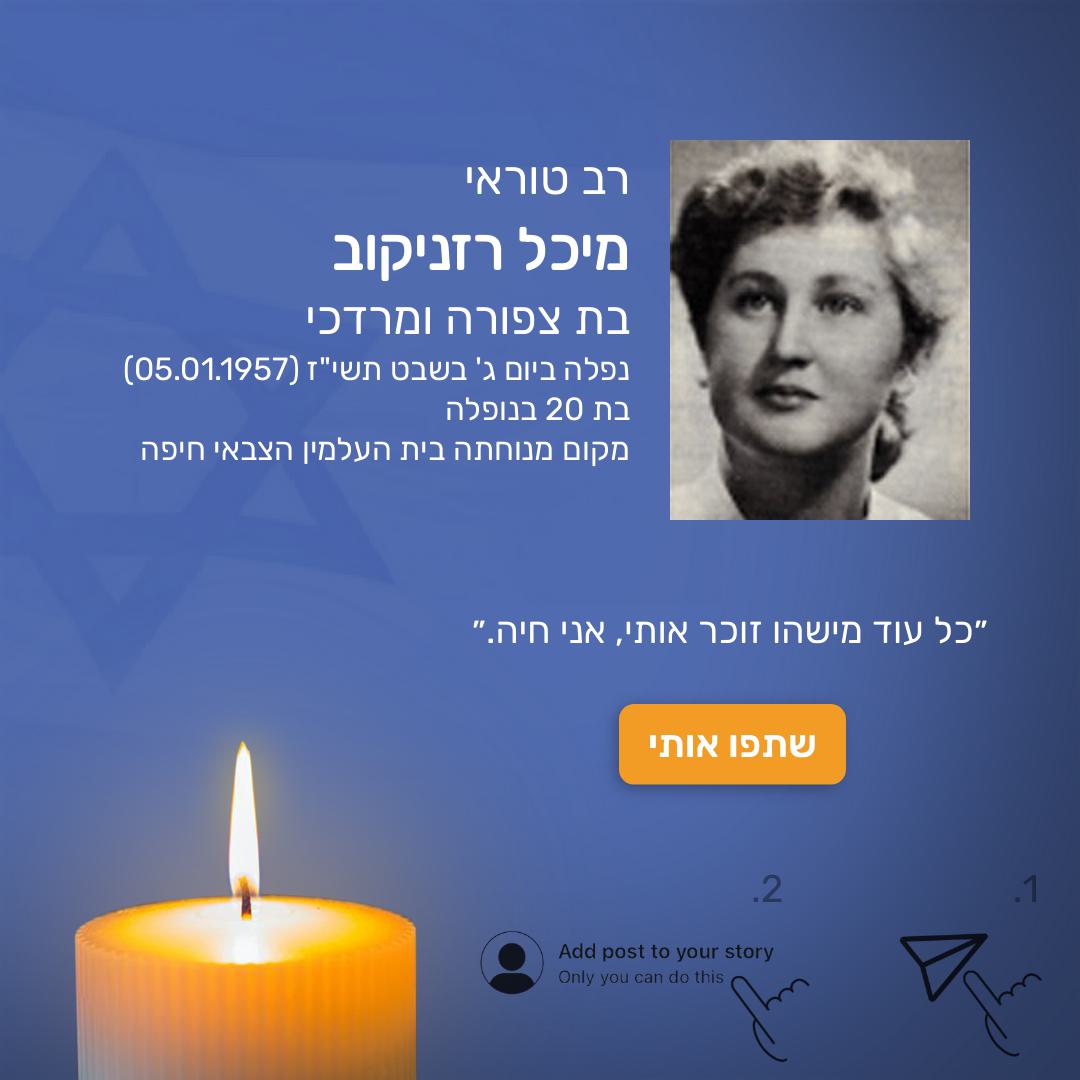 רב טוראי
מיכל רזניקוב
בת צפורה ומרדכי
נפלה ביום ג' בשבט תשי"ז (05.01.1957)
בת 20 בנופלה
מקום מנוחתה בית העלמין הצבאי חיפה
״כל עוד מישהו זוכר אותי, אני חיה.״
שתפו אותי
.1
.2
Add post to your story
Only you can do this